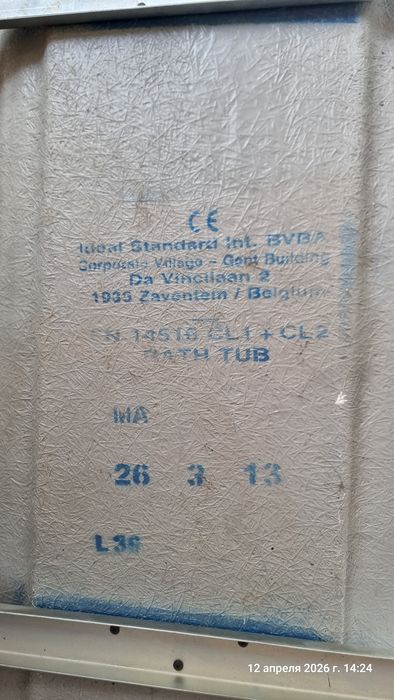 CE
Ideal Standard Int. BVBA
Corporate Village - Gent Building
Da Vincilaan 2
1935 Zaventem / Belgium
EN 14516 CL1 + CL2
BATH TUB
MA
26 3 13
L36
12 апреля 2026 г. 14:24